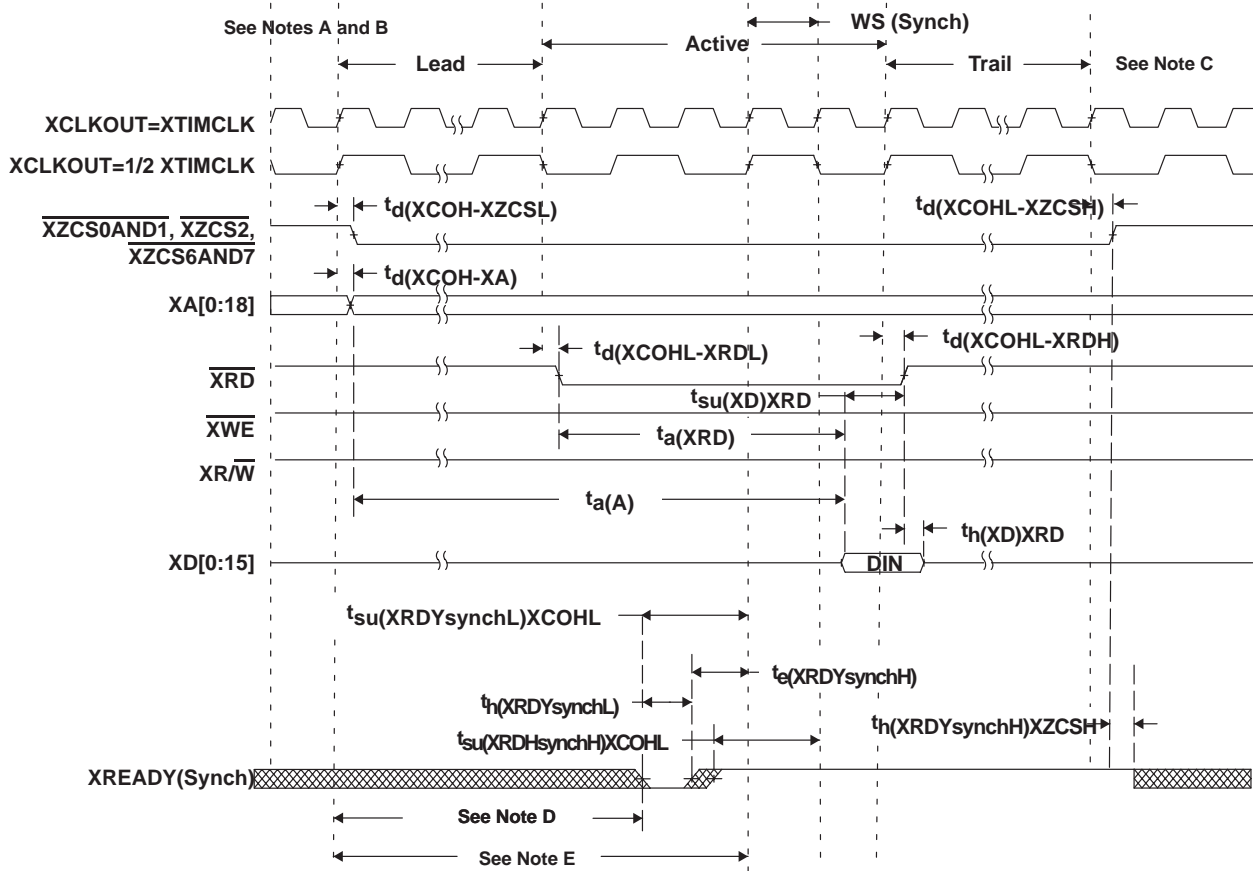 See Notes A and B
WS (Synch)
Active
Lead
Trail
See Note C
XCLKOUT=XTIMCLK
XCLKOUT=1/2 XTIMCLK
td(XCOH-XZCSL)
td(XCOHL-XZCSH)
XZCS0AND1, XZCS2,
XZCS6AND7
td(XCOH-XA)
XA[0:18]
td(XCOHL-XRDL)
td(XCOHL-XRDH)
XRD
tsu(XD)XRD
XWE
ta(XRD)
XR/W
ta(A)
th(XD)XRD
XD[0:15]
DIN
tsu(XRDYsynchL)XCOHL
te(XRDYsynchH)
th(XRDYsynchL)
th(XRDYsynchH)XZCSH
tsu(XRDHsynchH)XCOHL
XREADY(Synch)
See Note D
See Note E